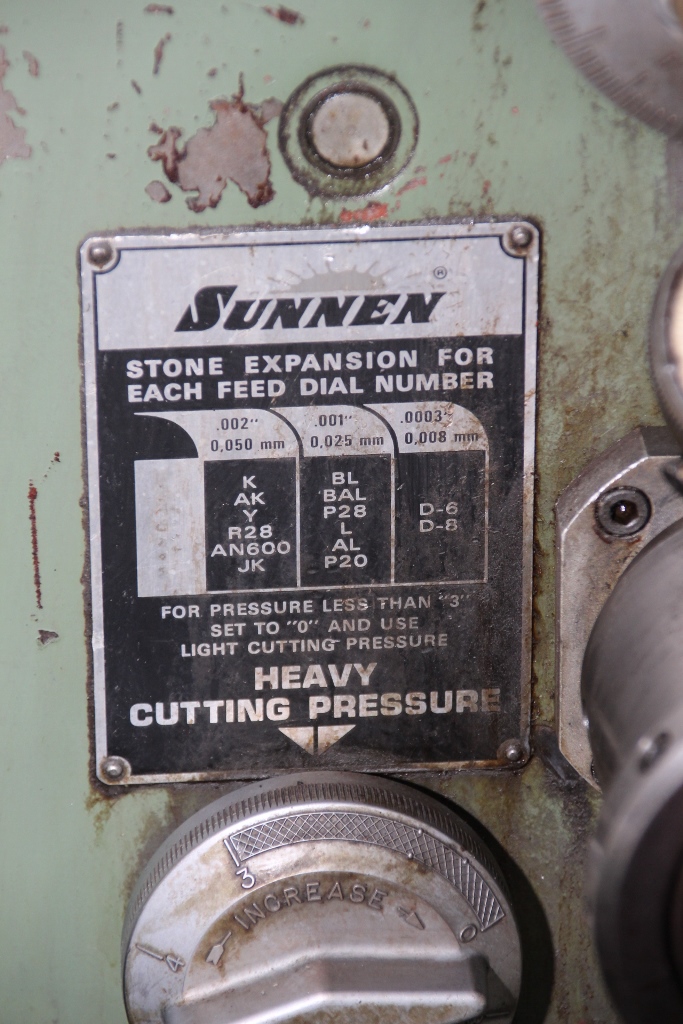 SUNNEN ®
STONE EXPANSION FOR
EACH FEED DIAL NUMBER
.002" .001" .0003"
0,050 mm 0,025 mm 0,008 mm
K BL
AK BAL
Y P28 D-6
R28 L D-8
AN600 AL
JK P20
FOR PRESSURE LESS THAN "3"
SET TO "0" AND USE
LIGHT CUTTING PRESSURE
HEAVY
CUTTING PRESSURE
3
INCREASE
0
4